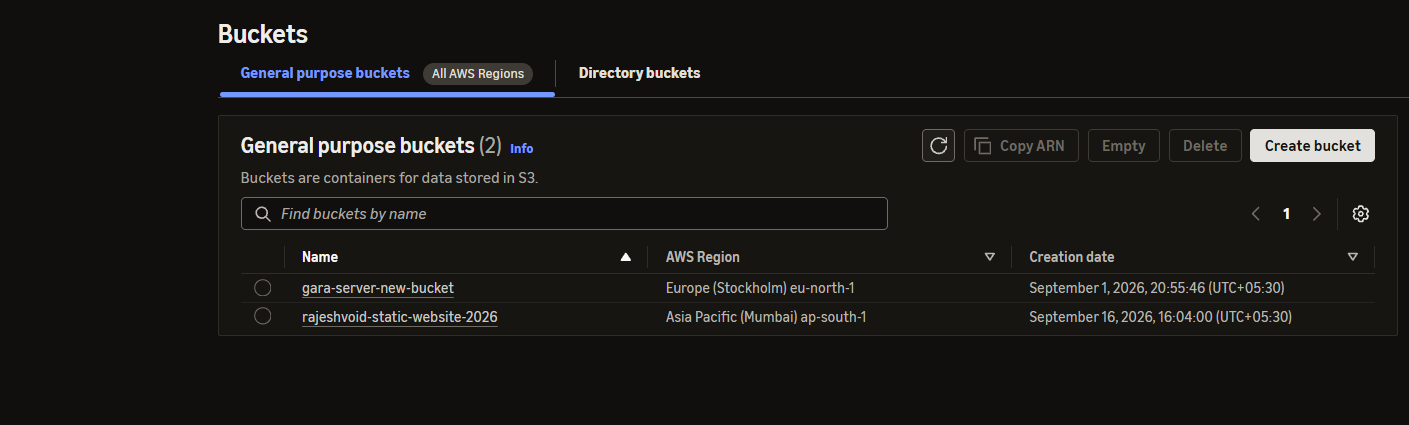 Buckets
General purpose buckets All AWS Regions Directory buckets
General purpose buckets (2) Info
Copy ARN Empty Delete Create bucket
Buckets are containers for data stored in S3.
Find buckets by name 1
Name AWS Region Creation date
gara-server-new-bucket Europe (Stockholm) eu-north-1 September 1, 2026, 20:55:46 (UTC+05:30)
rajeshvoid-static-website-2026 Asia Pacific (Mumbai) ap-south-1 September 16, 2026, 16:04:00 (UTC+05:30)